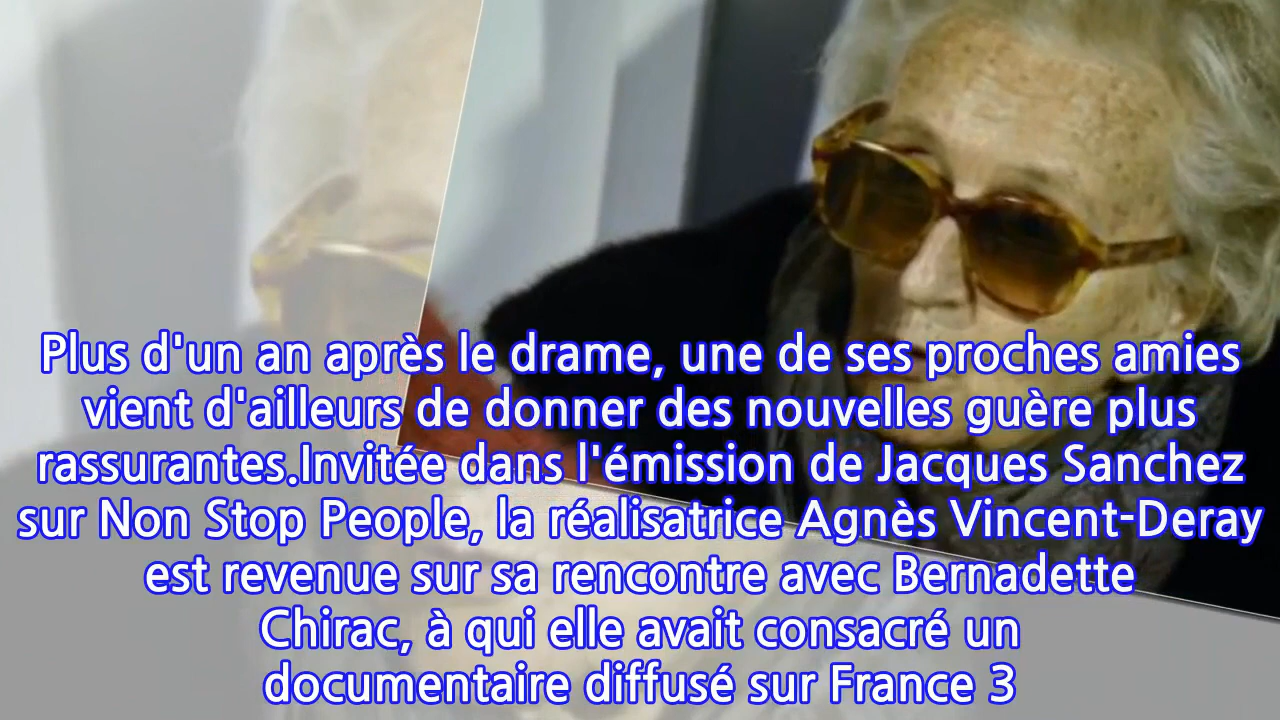 Plus d'un an après le drame, une de ses proches amies
vient d'ailleurs de donner des nouvelles guère plus
rassurantes.Invitée dans l'émission de Jacques Sanchez
sur Non Stop People, la réalisatrice Agnès Vincent-Deray
est revenue sur sa rencontre avec Bernadette
Chirac, à qui elle avait consacré un
documentaire diffusé sur France 3